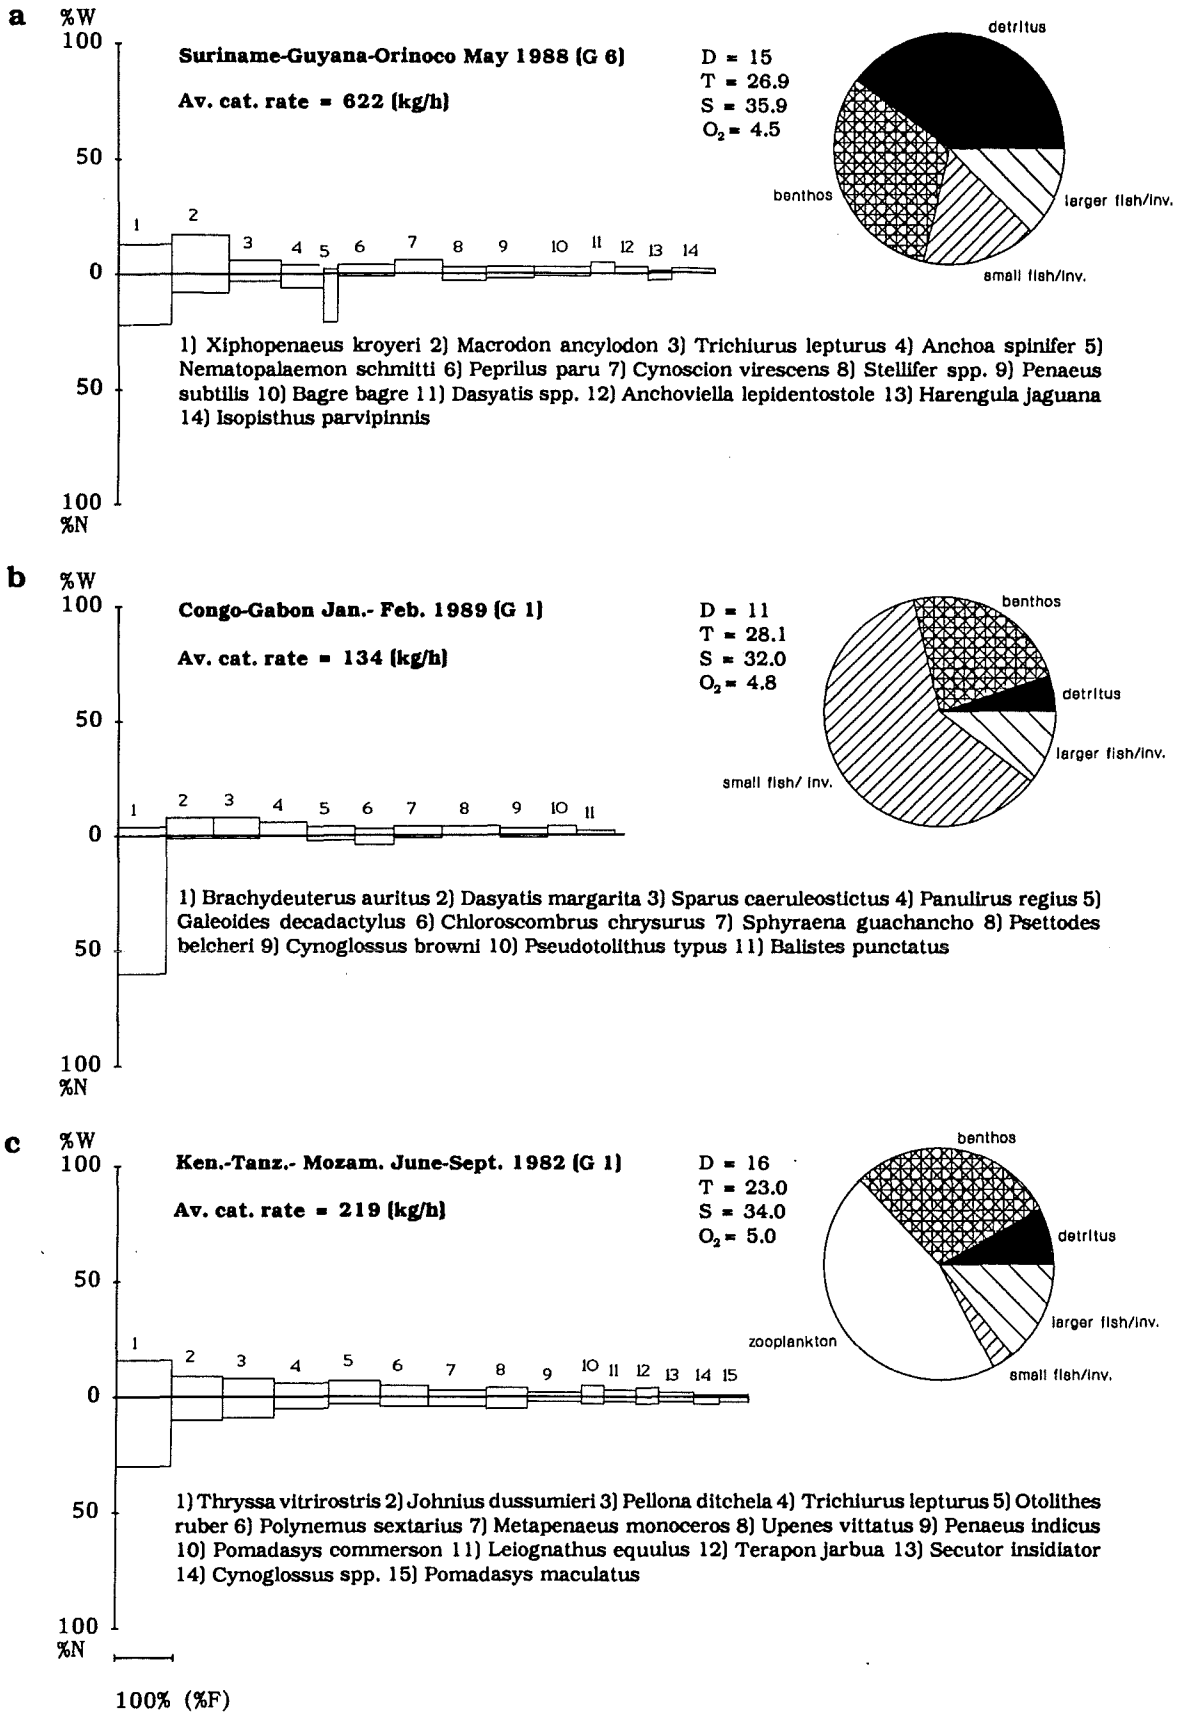 a
%W
100
50
0
50
100
%N
Suriname-Guyana-Orinoco May 1988 (G 6)
Av. cat. rate = 622 (kg/h)
D = 15
T = 26.9
S = 35.9
O₂ = 4.5
detritus
benthos
larger fish/inv.
small fish/inv.
1 2 3 4 5 6 7 8 9 10 11 12 13 14
1) Xiphopenaeus kroyeri 2) Macrodon ancylodon 3) Trichiurus lepturus 4) Anchoa spinifer 5)
Nematopalaemon schmitti 6) Peprilus paru 7) Cynoscion virescens 8) Stellifer spp. 9) Penaeus
subtilis 10) Bagre bagre 11) Dasyatis spp. 12) Anchoviella lepidentostole 13) Harengula jaguana
14) Isopisthus parvipinnis
b
%W
100
50
0
50
100
%N
Congo-Gabon Jan.- Feb. 1989 (G 1)
Av. cat. rate = 134 (kg/h)
D = 11
T = 28.1
S = 32.0
O₂ = 4.8
benthos
detritus
larger fish/inv.
small fish/ inv.
1 2 3 4 5 6 7 8 9 10 11
1) Brachydeuterus auritus 2) Dasyatis margarita 3) Sparus caeruleostictus 4) Panulirus regius 5)
Galeoides decadactylus 6) Chloroscombrus chrysurus 7) Sphyraena guachancho 8) Psettodes
belcheri 9) Cynoglossus browni 10) Pseudotolithus typus 11) Balistes punctatus
c
%W
100
50
0
50
100
%N
Ken.-Tanz.- Mozam. June-Sept. 1982 (G 1)
Av. cat. rate = 219 (kg/h)
D = 16
T = 23.0
S = 34.0
O₂ = 5.0
benthos
detritus
larger fish/inv.
small fish/inv.
zooplankton
1 2 3 4 5 6 7 8 9 10 11 12 13 14 15
1) Thryssa vitrirostris 2) Johnius dussumieri 3) Pellona ditchela 4) Trichiurus lepturus 5) Otolithes
ruber 6) Polynemus sextarius 7) Metapenaeus monoceros 8) Upenes vittatus 9) Penaeus indicus
10) Pomadasys commerson 11) Leiognathus equulus 12) Terapon jarbua 13) Secutor insidiator
14) Cynoglossus spp. 15) Pomadasys maculatus
100% (%F)